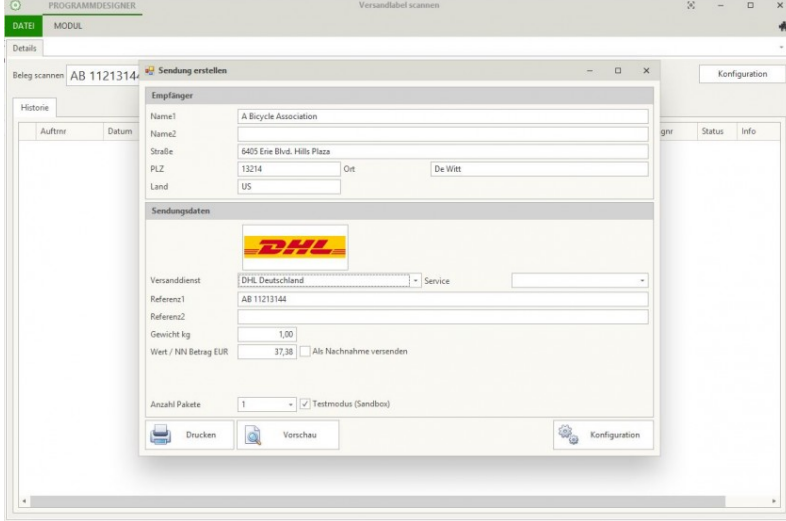 PROGRAMMDESIGNER Versandlabel scannen
DATEI MODUL
Details
Beleg scannen AB 11213144 Konfiguration
Sendung erstellen
Empfänger
Historie
Auftrnr Datum Status Info
Name1 A Bicycle Association
Name2
Straße 6405 Erie Blvd. Hills Plaza
PLZ 13214 Ort De Witt
Land US
Sendungsdaten
DHL
Versanddienst DHL Deutschland Service
Referenz1 AB 11213144
Referenz2
Gewicht kg 1,00
Wert / NN Betrag EUR 37,38 Als Nachnahme versenden
Anzahl Pakete 1 Testmodus (Sandbox)
Drucken Vorschau Konfiguration